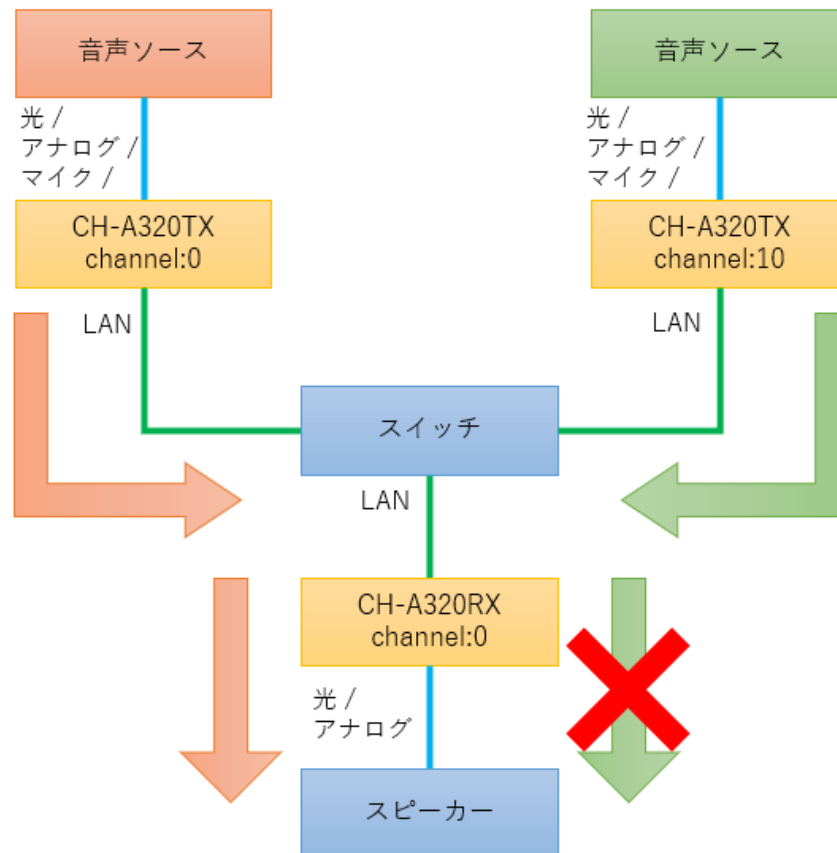 音声ソース
音声ソース
光 /
アナログ /
マイク /
光 /
アナログ /
マイク /
CH-A320TX
channel:0
CH-A320TX
channel:10
LAN
LAN
スイッチ
LAN
CH-A320RX
channel:0
光 /
アナログ
スピーカー